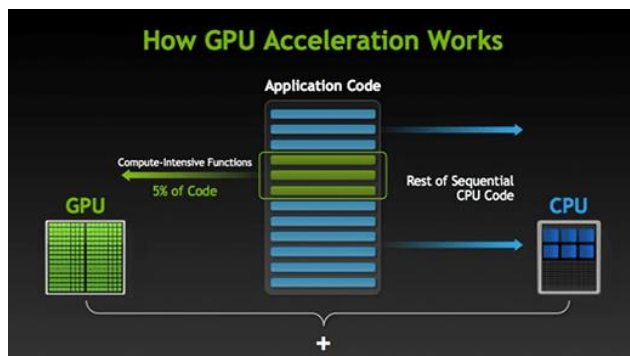 How GPU Acceleration Works
Application Code
Compute-Intensive Functions
5% of Code
GPU
Rest of Sequential
CPU Code
CPU
+